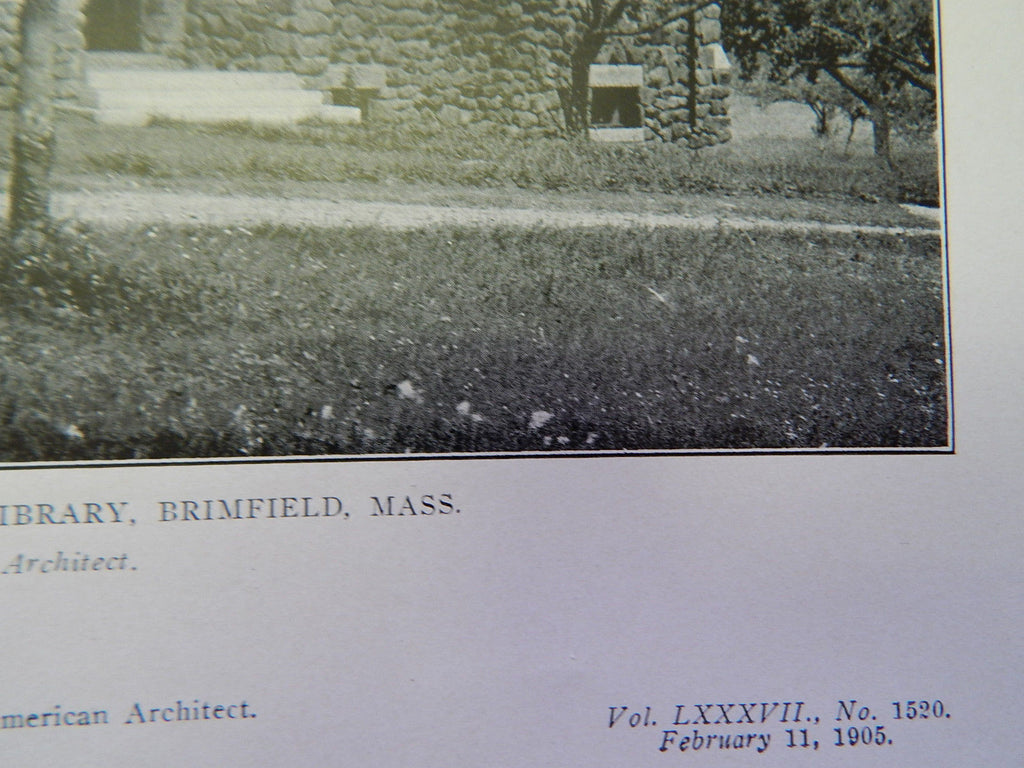 IBRARY, BRIMFIELD, MASS.
Architect.
merican Architect.
Vol. LXXXVII., No. 1520.
February 11, 1905.